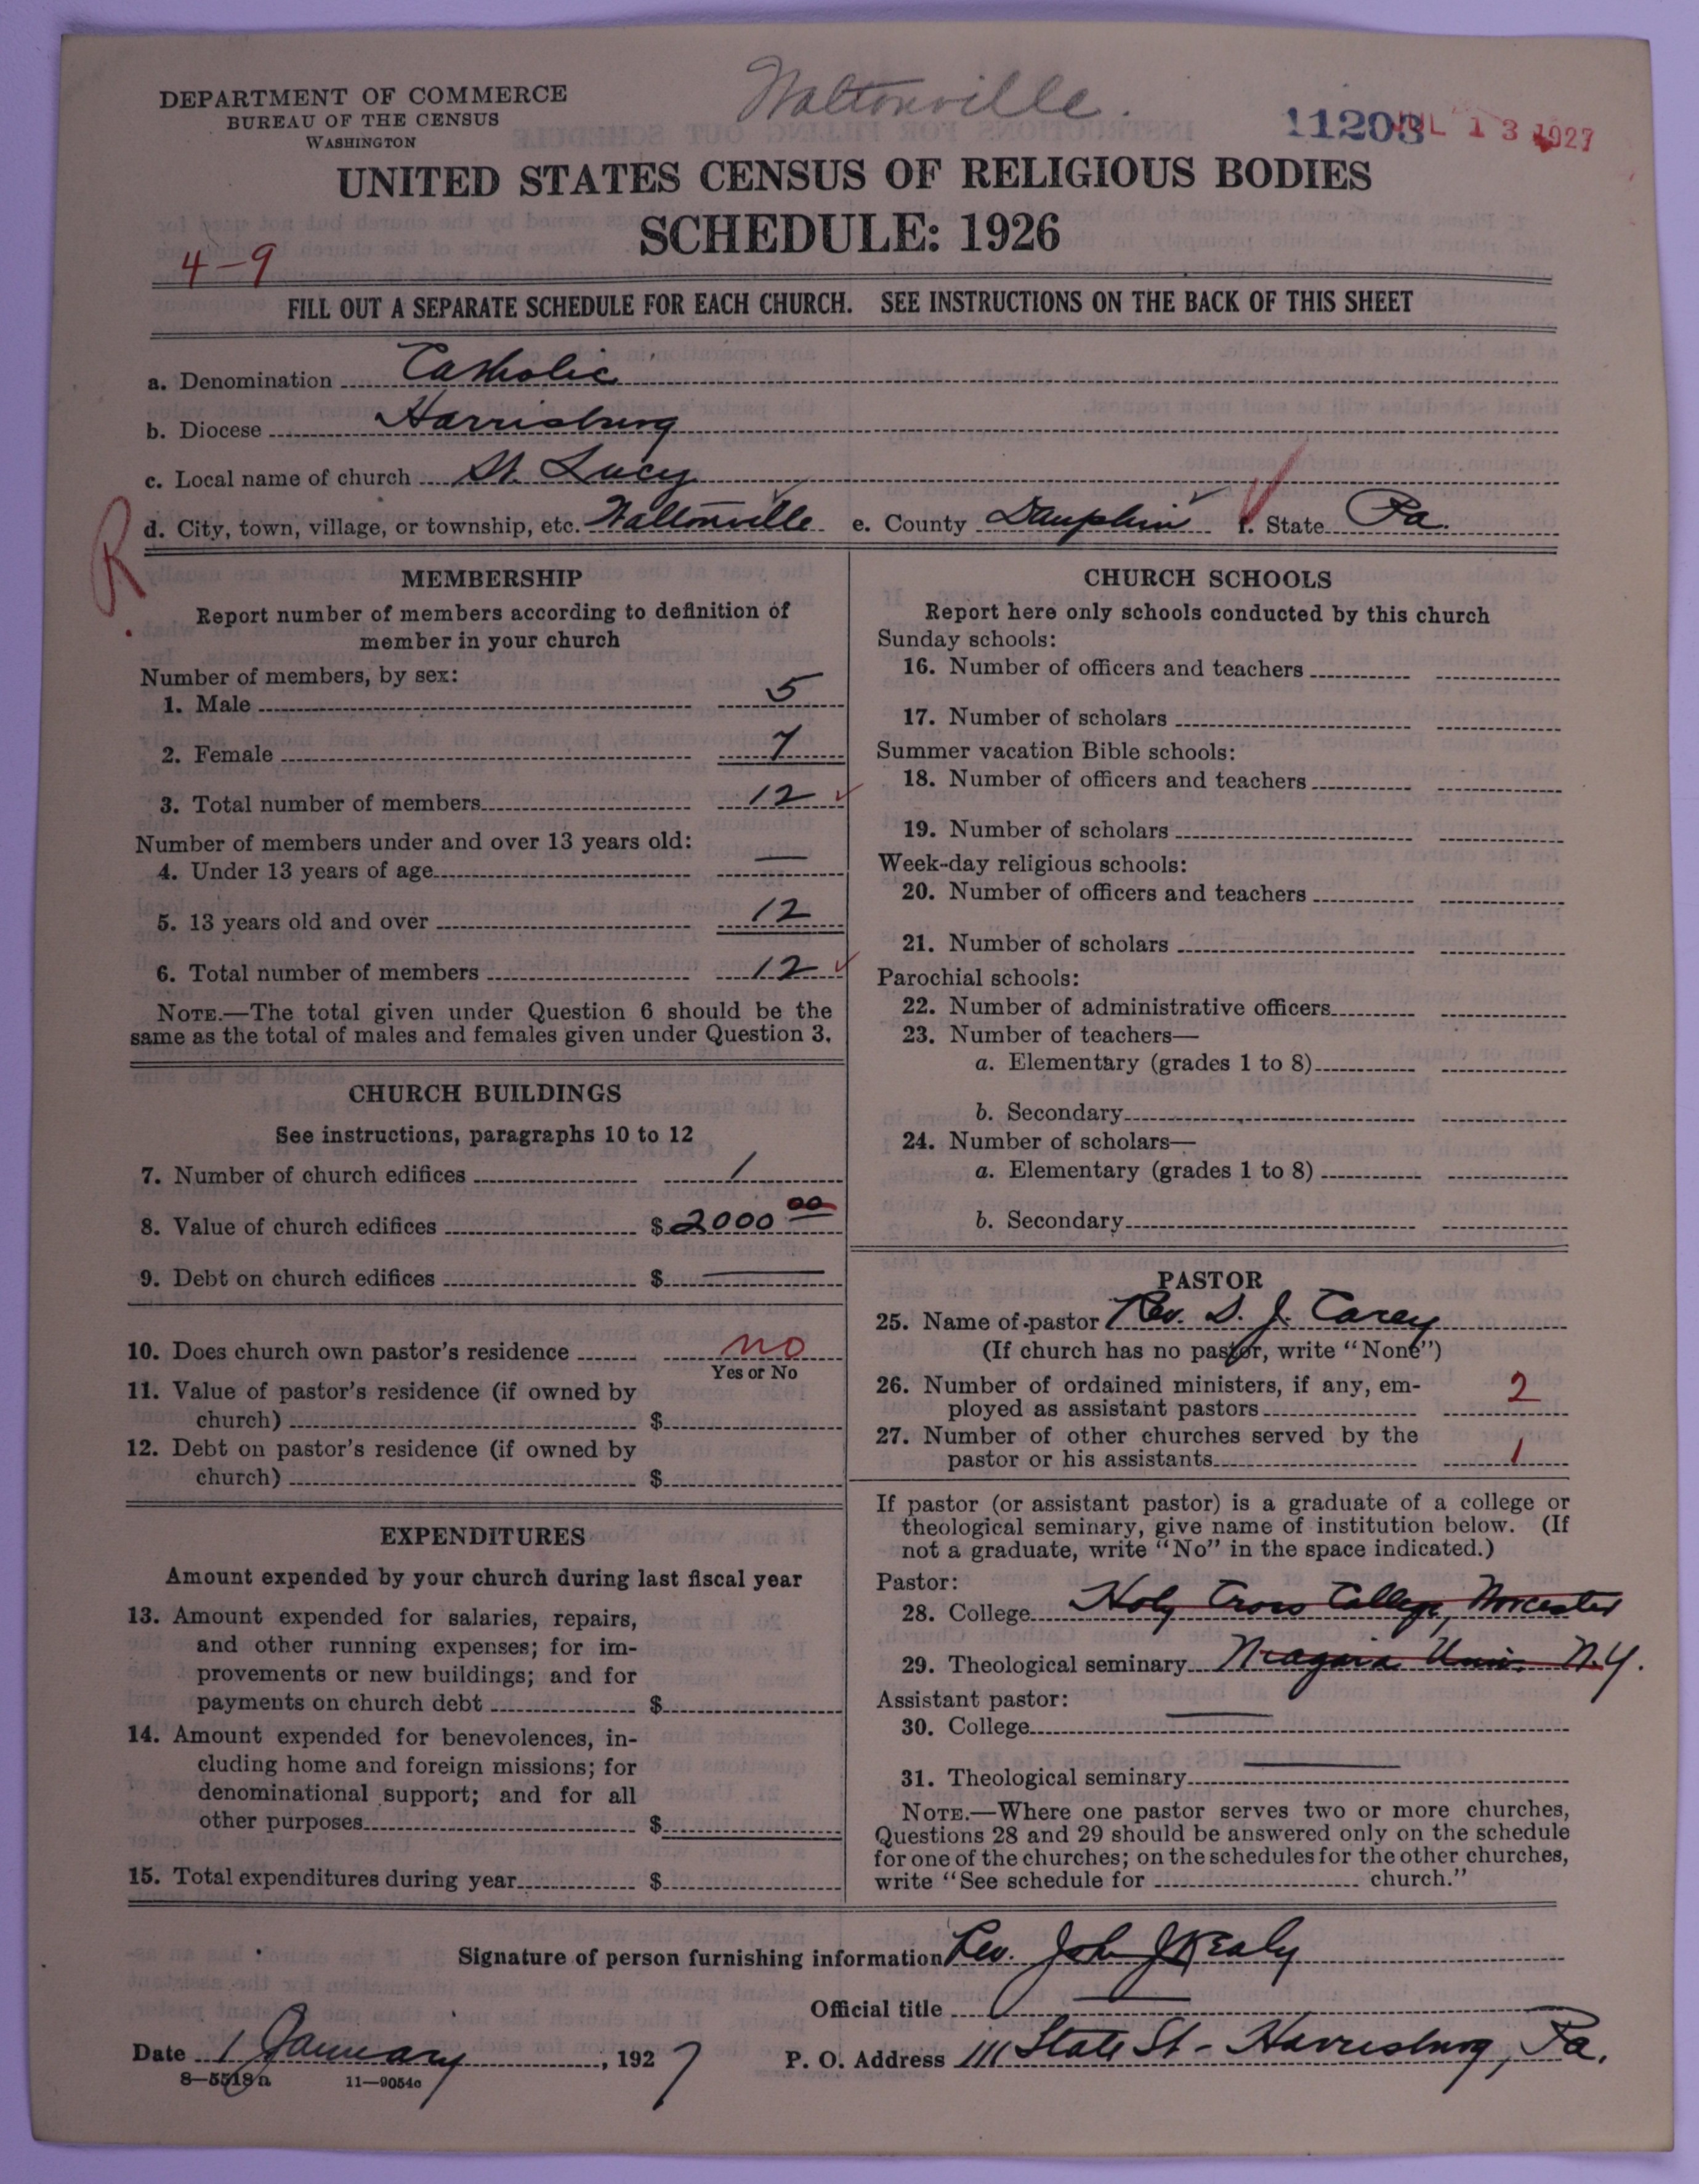 Waltonville.
DEPARTMENT OF COMMERCE
BUREAU OF THE CENSUS
WASHINGTON
11203 JUL 13 1927
UNITED STATES CENSUS OF RELIGIOUS BODIES
SCHEDULE: 1926
4-9
FILL OUT A SEPARATE SCHEDULE FOR EACH CHURCH. SEE INSTRUCTIONS ON THE BACK OF THIS SHEET
a. Denomination Catholic
b. Diocese Harrisburg
c. Local name of church St. Lucy
R
d. City, town, village, or township, etc. Waltonville e. County Dauphin f. State Pa.
MEMBERSHIP
Report number of members according to definition of
member in your church
Number of members, by sex:
1. Male 5
2. Female 7
3. Total number of members 12
Number of members under and over 13 years old:
4. Under 13 years of age —
5. 13 years old and over 12
6. Total number of members 12
NOTE.—The total given under Question 6 should be the
same as the total of males and females given under Question 3.
CHURCH BUILDINGS
See instructions, paragraphs 10 to 12
7. Number of church edifices 1
8. Value of church edifices $ 2000 00
9. Debt on church edifices $ —
10. Does church own pastor's residence no
Yes or No
11. Value of pastor's residence (if owned by
church) $
12. Debt on pastor's residence (if owned by
church) $
EXPENDITURES
Amount expended by your church during last fiscal year
13. Amount expended for salaries, repairs,
and other running expenses; for im-
provements or new buildings; and for
payments on church debt $
14. Amount expended for benevolences, in-
cluding home and foreign missions; for
denominational support; and for all
other purposes $
15. Total expenditures during year $
CHURCH SCHOOLS
Report here only schools conducted by this church
Sunday schools:
16. Number of officers and teachers
17. Number of scholars
Summer vacation Bible schools:
18. Number of officers and teachers
19. Number of scholars
Week-day religious schools:
20. Number of officers and teachers
21. Number of scholars
Parochial schools:
22. Number of administrative officers
23. Number of teachers—
a. Elementary (grades 1 to 8)
b. Secondary
24. Number of scholars—
a. Elementary (grades 1 to 8)
b. Secondary
PASTOR
25. Name of pastor Rev. D. J. Carey
(If church has no pastor, write "None")
26. Number of ordained ministers, if any, em-
ployed as assistant pastors 2
27. Number of other churches served by the
pastor or his assistants 1
If pastor (or assistant pastor) is a graduate of a college or
theological seminary, give name of institution below. (If
not a graduate, write "No" in the space indicated.)
Pastor:
28. College Holy Cross College, Worcester
29. Theological seminary Niagara Univ. N.Y.
Assistant pastor:
30. College —
31. Theological seminary —
NOTE.—Where one pastor serves two or more churches,
Questions 28 and 29 should be answered only on the schedule
for one of the churches; on the schedules for the other churches,
write "See schedule for church."
Signature of person furnishing information Rev. John J Kealy
Official title —
Date 1 January, 1927 P. O. Address 111 State St - Harrisburg, Pa.
8—5518a 11—9054c